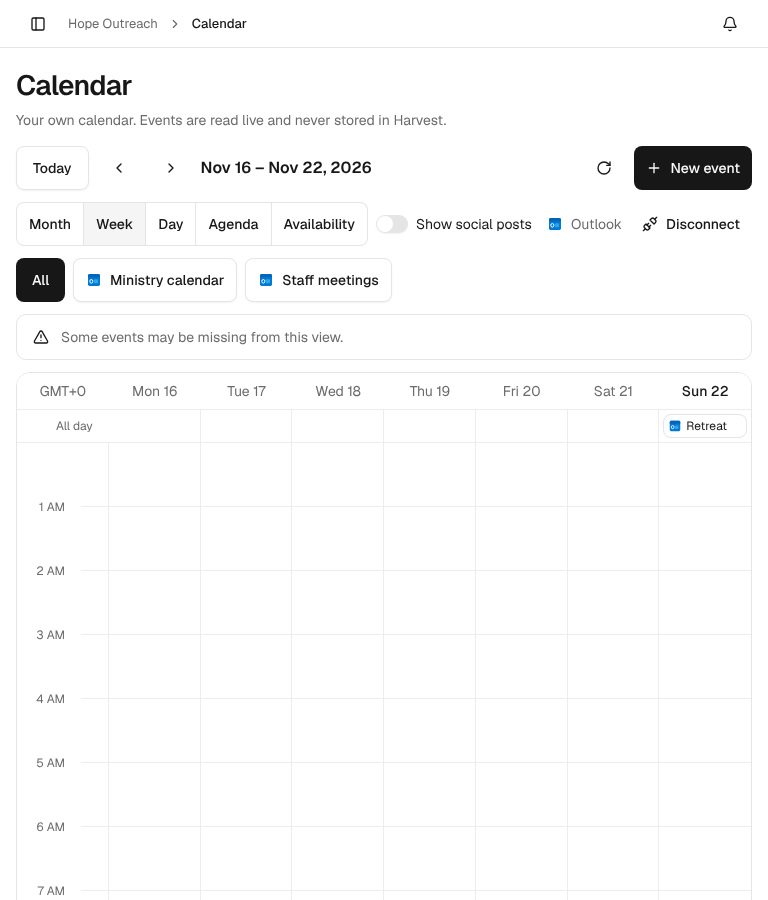 Hope Outreach > Calendar
Calendar
Your own calendar. Events are read live and never stored in Harvest.
Today
Nov 16 – Nov 22, 2026
New event
Month
Week
Day
Agenda
Availability
Show social posts
Outlook
Disconnect
All
Ministry calendar
Staff meetings
Some events may be missing from this view.
GMT+0
Mon 16
Tue 17
Wed 18
Thu 19
Fri 20
Sat 21
Sun 22
All day
Retreat
1 AM
2 AM
3 AM
4 AM
5 AM
6 AM
7 AM